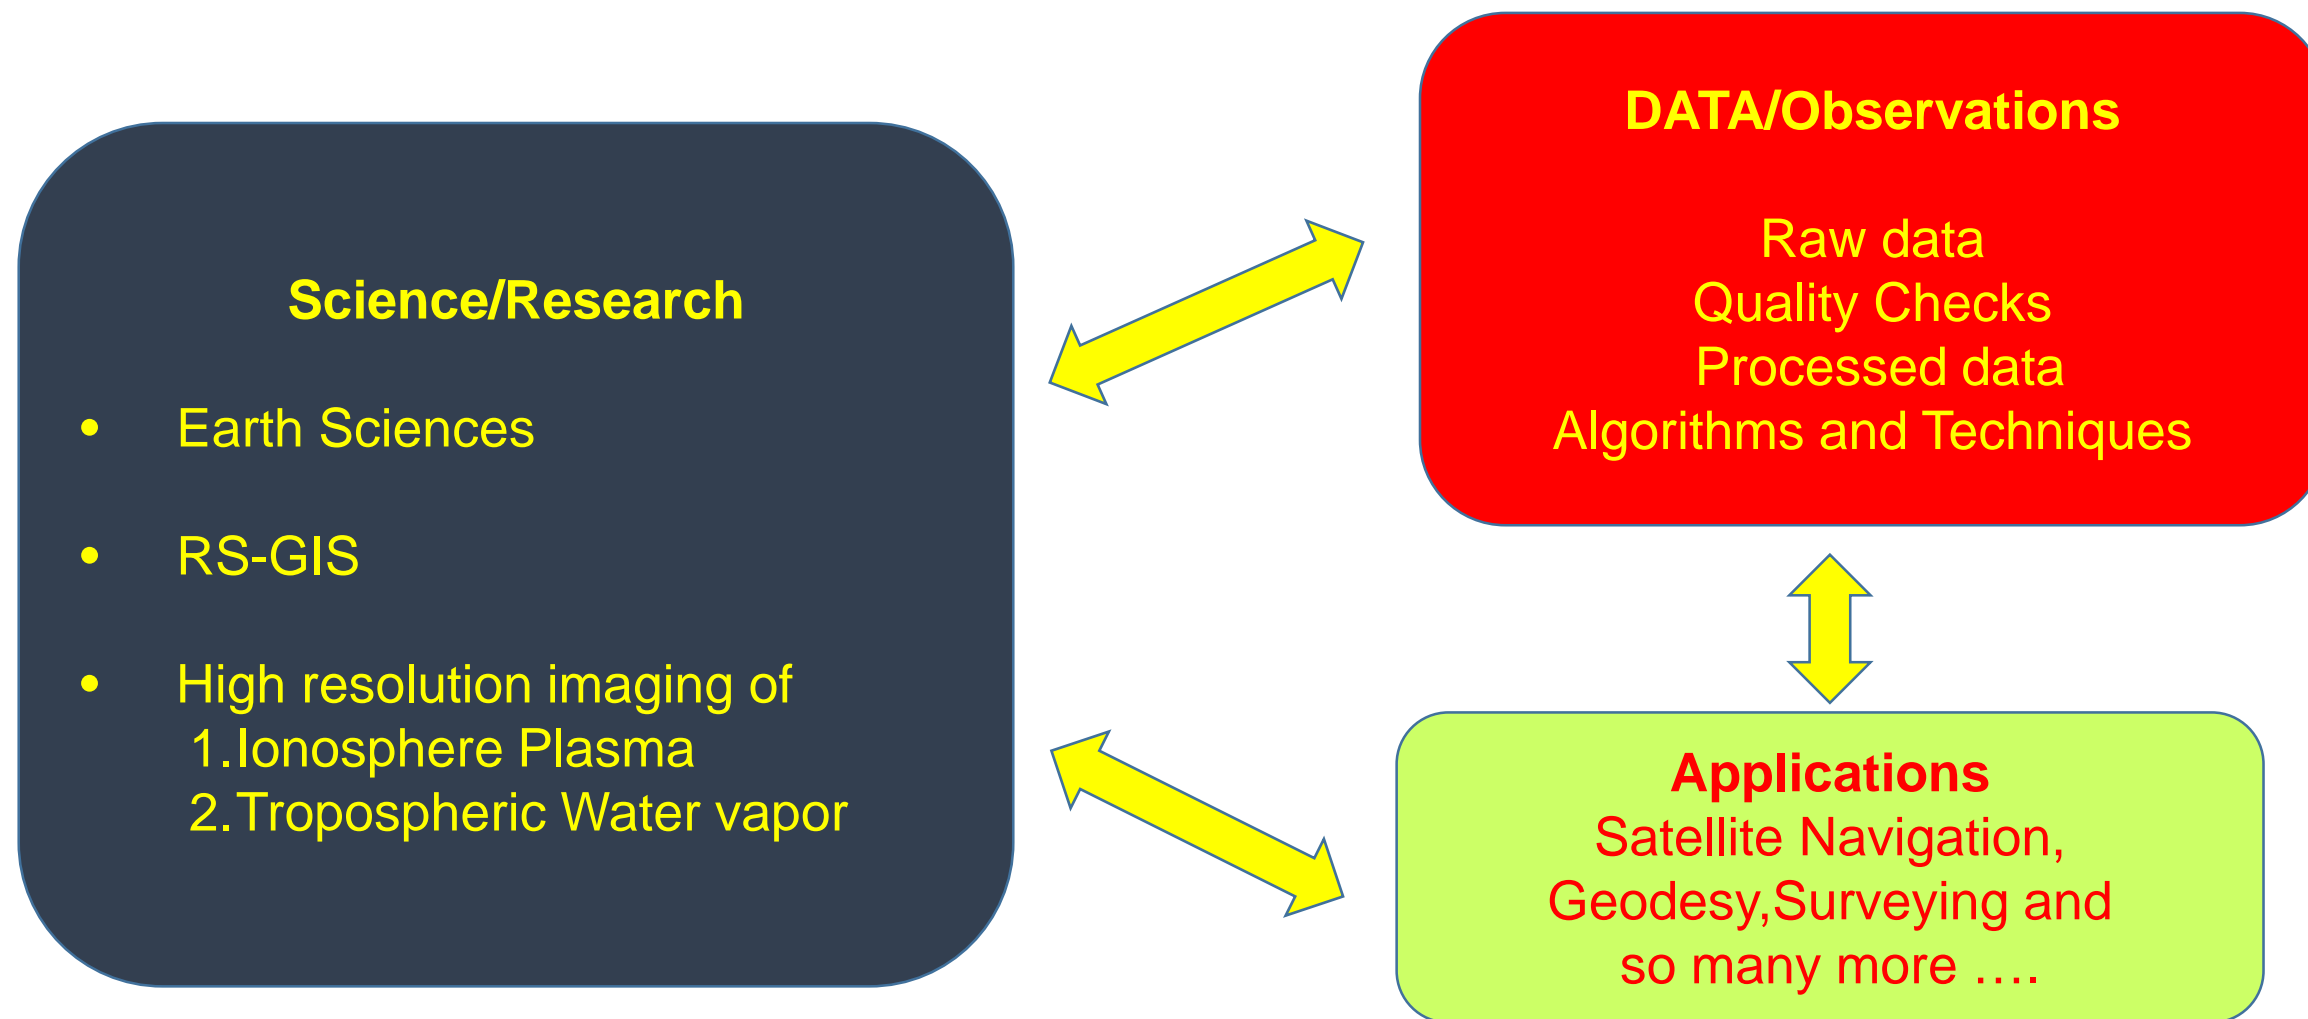 Science/Research
• Earth Sciences
• RS-GIS
• High resolution imaging of
1.Ionosphere Plasma
2.Tropospheric Water vapor
DATA/Observations
Raw data
Quality Checks
Processed data
Algorithms and Techniques
Applications
Satellite Navigation,
Geodesy,Surveying and
so many more ….